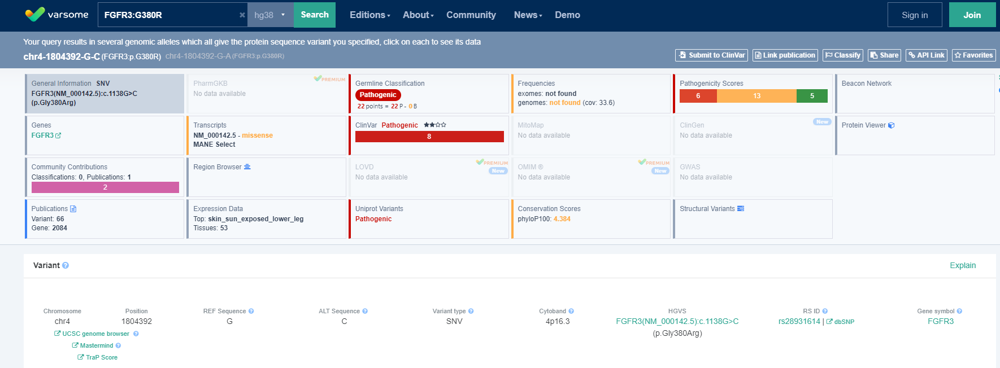 varsome FGFR3:G380R × hg38 Search Editions About Community News Demo Sign in Join
Your query results in several genomic alleles which all give the protein sequence variant you specified, click on each to see its data
chr4-1804392-G-C (FGFR3:p.G380R) chr4-1804392-G-A (FGFR3:p.G380R)
Submit to ClinVar Link publication Classify Share API Link Favorites
General Information SNV
FGFR3(NM_000142.5):c.1138G>C
(p.Gly380Arg)
PharmGKB PREMIUM
No data available
Germline Classification
Pathogenic
22 points = 22 P - 0 B
Frequencies
exomes: not found
genomes: not found (cov: 33.6)
Pathogenicity Scores
6 13 5
Beacon Network
Genes
FGFR3
Transcripts
NM_000142.5 - missense
MANE Select
ClinVar Pathogenic
8
MitoMap
No data available
ClinGen New
No data available
Protein Viewer
Community Contributions
Classifications: 0, Publications: 1
2
Region Browser
LOVD PREMIUM
New
No data available
OMIM ® PREMIUM
New
No data available
GWAS
No data available
Publications
Variant: 66
Gene: 2084
Expression Data
Top: skin_sun_exposed_lower_leg
Tissues: 53
Uniprot Variants
Pathogenic
Conservation Scores
phyloP100: 4.384
Structural Variants
Variant ? Explain
Chromosome Position REF Sequence ? ALT Sequence ? Variant type ? Cytoband ? HGVS RS ID ? Gene symbol ?
chr4 1804392 G C SNV 4p16.3 FGFR3(NM_000142.5):c.1138G>C rs28931614 | dbSNP FGFR3
(p.Gly380Arg)
UCSC genome browser ?
Mastermind ?
TraP Score